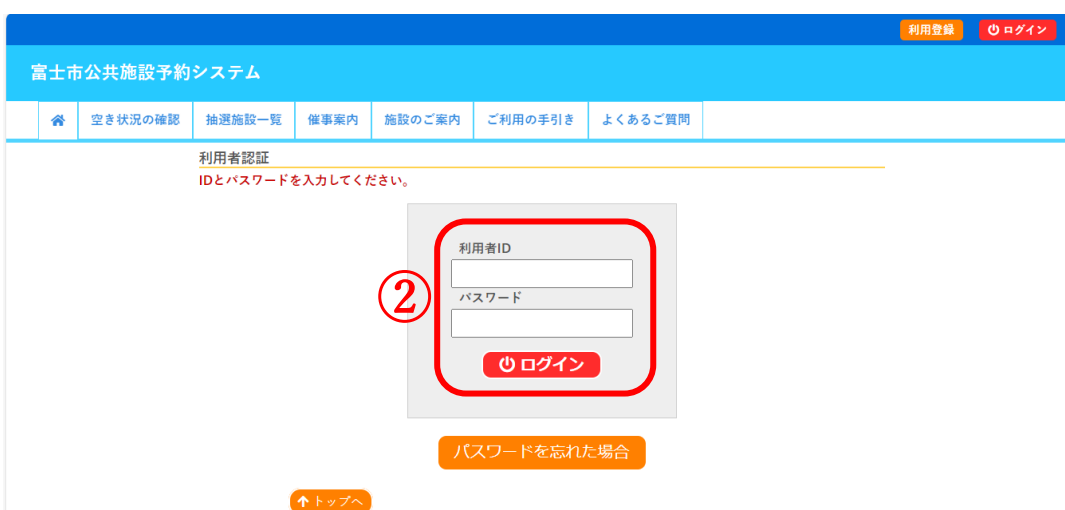 利用登録 ログイン
富士市公共施設予約システム
空き状況の確認 抽選施設一覧 催事案内 施設のご案内 ご利用の手引き よくあるご質問
利用者認証
IDとパスワードを入力してください。
利用者ID
②
パスワード
ログイン
パスワードを忘れた場合
トップへ